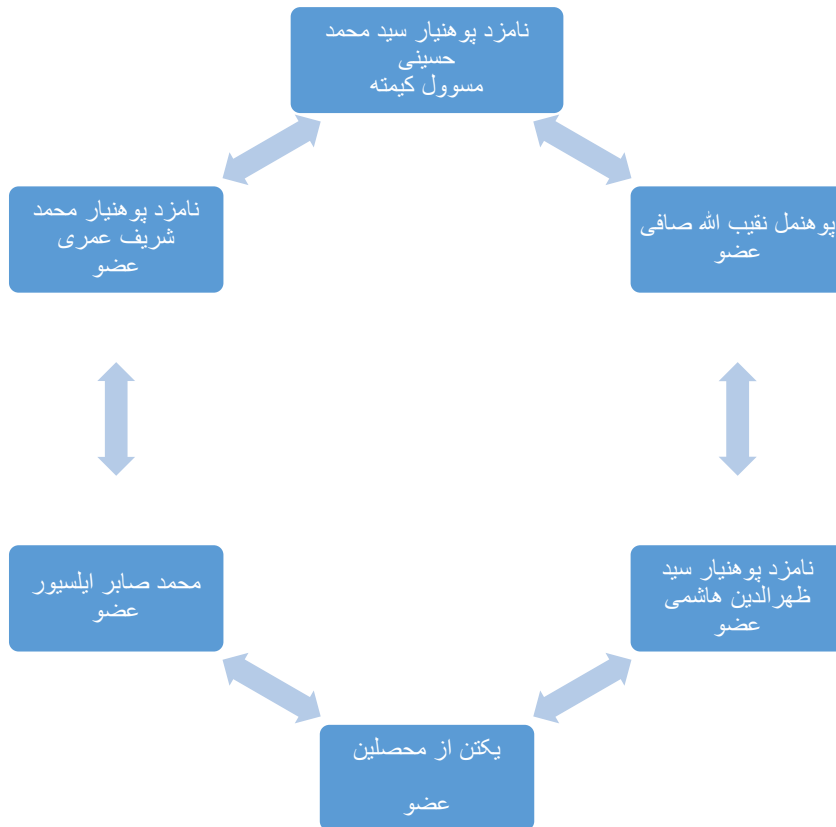 نامزد پوهنیار سید محمد
حسینی
مسوول کیمته
پوهنمل نقیب الله صافی
عضو
نامزد پوهنیار سید
ظهرالدین هاشمی
عضو
یکتن از محصلین
عضو
محمد صابر ایلسیور
عضو
نامزد پوهنیار محمد
شریف عمری
عضو